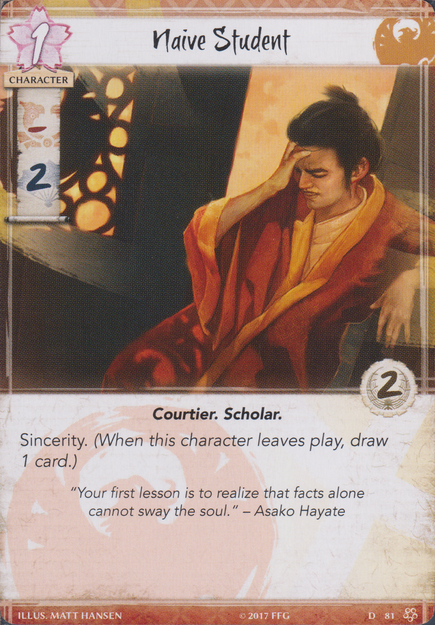 1
Naive Student
CHARACTER
-
2
2
Courtier. Scholar.
Sincerity. (When this character leaves play, draw
1 card.)
“Your first lesson is to realize that facts alone
cannot sway the soul.” – Asako Hayate
ILLUS. MATT HANSEN
© 2017 FFG
D 81